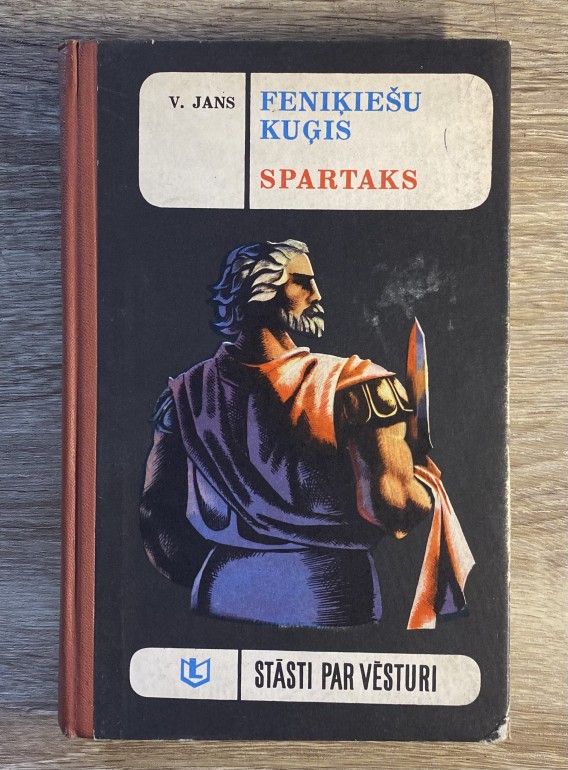 V. JANS
FENIĶIEŠU
KUĢIS
SPARTAKS
STĀSTI PAR VĒSTURI